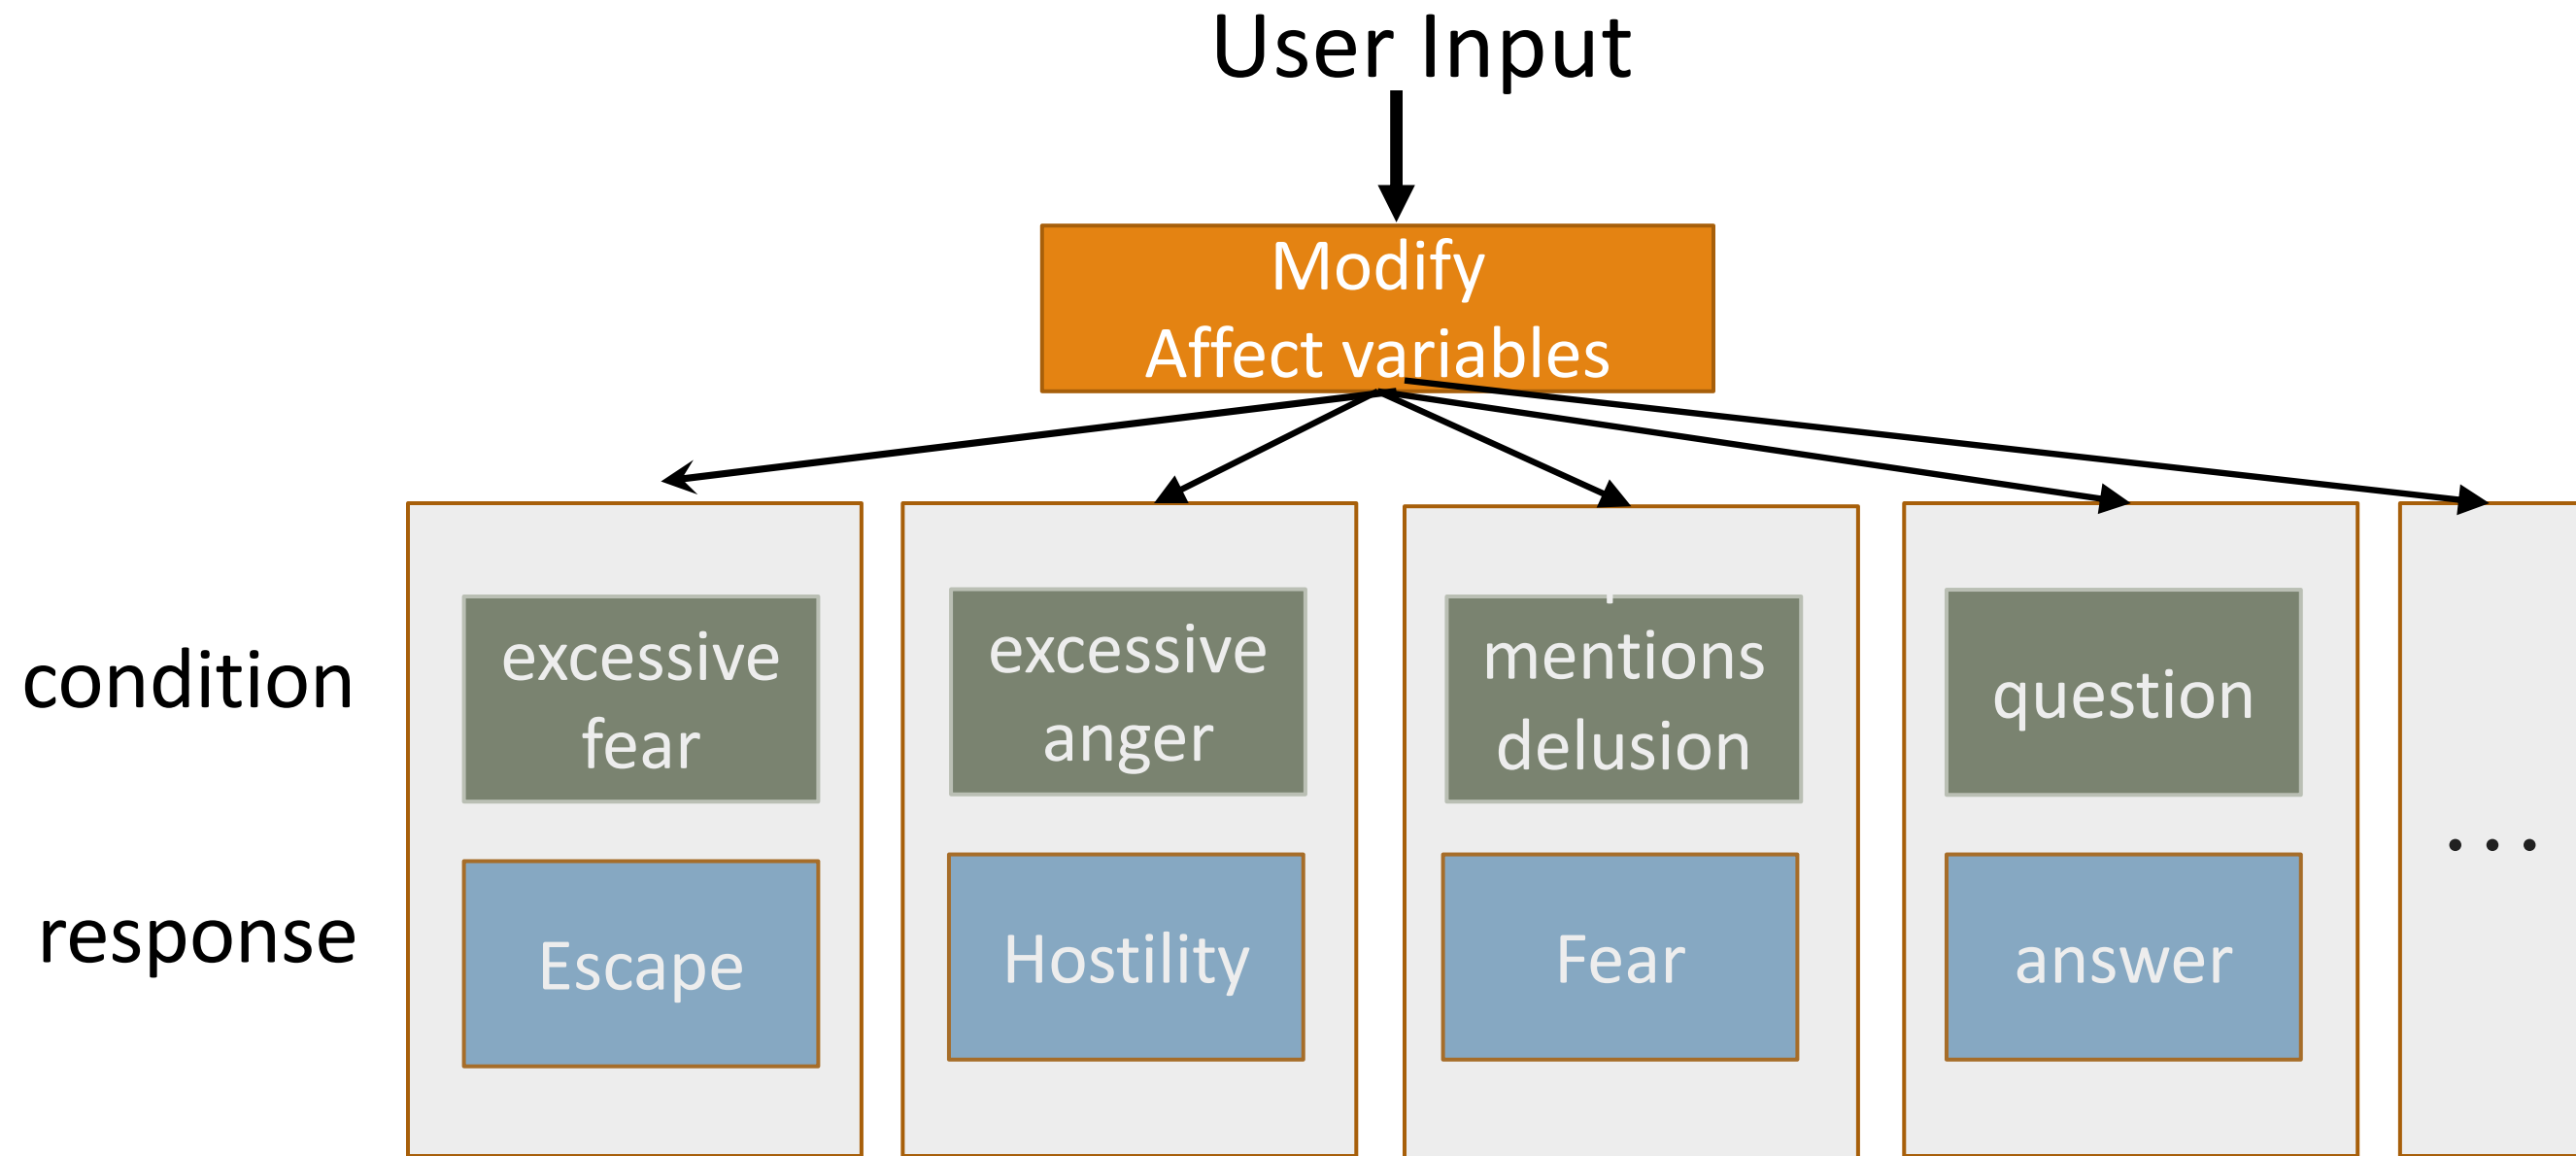 User Input
Modify
Affect variables
condition
excessive
fear
excessive
anger
mentions
delusion
question
response
Escape
Hostility
Fear
answer
...